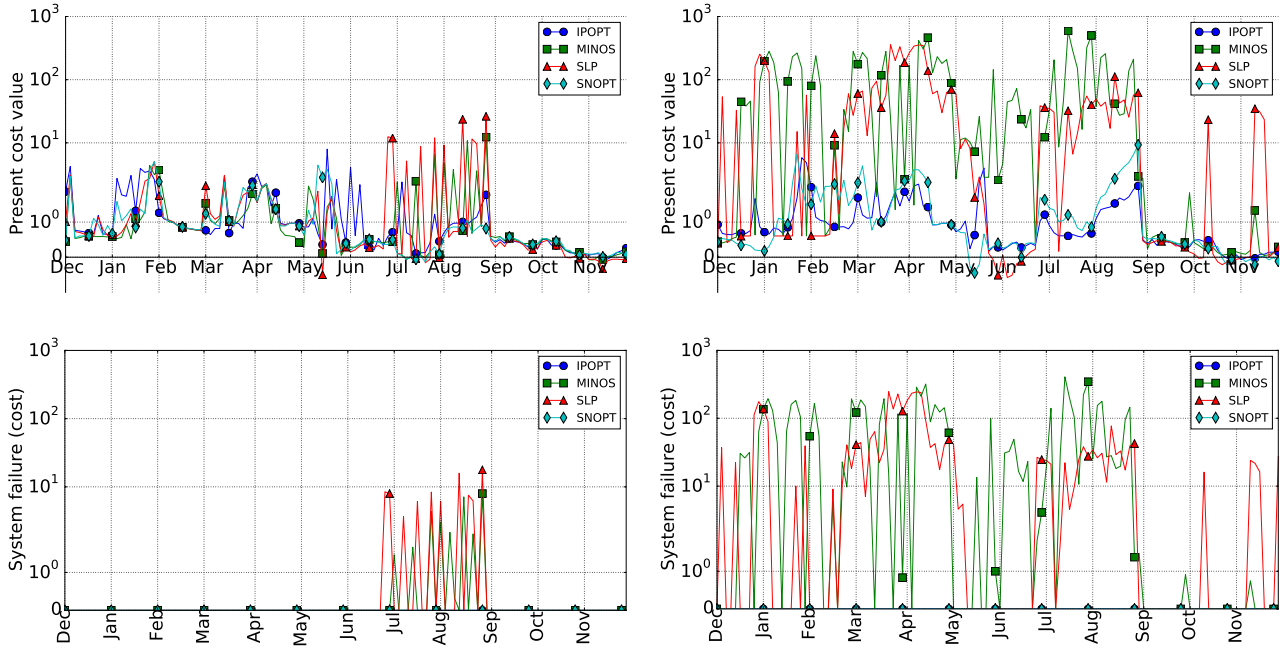 10³
10²
10¹
10⁰
0
Present cost value
IPOPT
MINOS
SLP
SNOPT
Dec Jan Feb Mar Apr May Jun Jul Aug Sep Oct Nov
10³
10²
10¹
10⁰
0
Present cost value
IPOPT
MINOS
SLP
SNOPT
Dec Jan Feb Mar Apr May Jun Jul Aug Sep Oct Nov
10³
10²
10¹
10⁰
0
System failure (cost)
IPOPT
MINOS
SLP
SNOPT
Dec Jan Feb Mar Apr May Jun Jul Aug Sep Oct Nov
10³
10²
10¹
10⁰
0
System failure (cost)
IPOPT
MINOS
SLP
SNOPT
Dec Jan Feb Mar Apr May Jun Jul Aug Sep Oct Nov